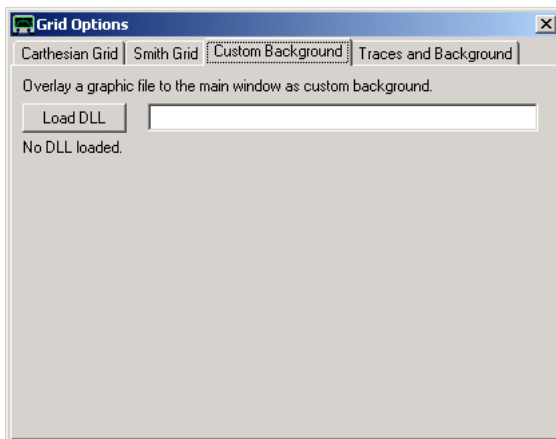 Grid Options
Carthesian Grid Smith Grid Custom Background Traces and Background
Overlay a graphic file to the main window as custom background.
Load DLL
No DLL loaded.